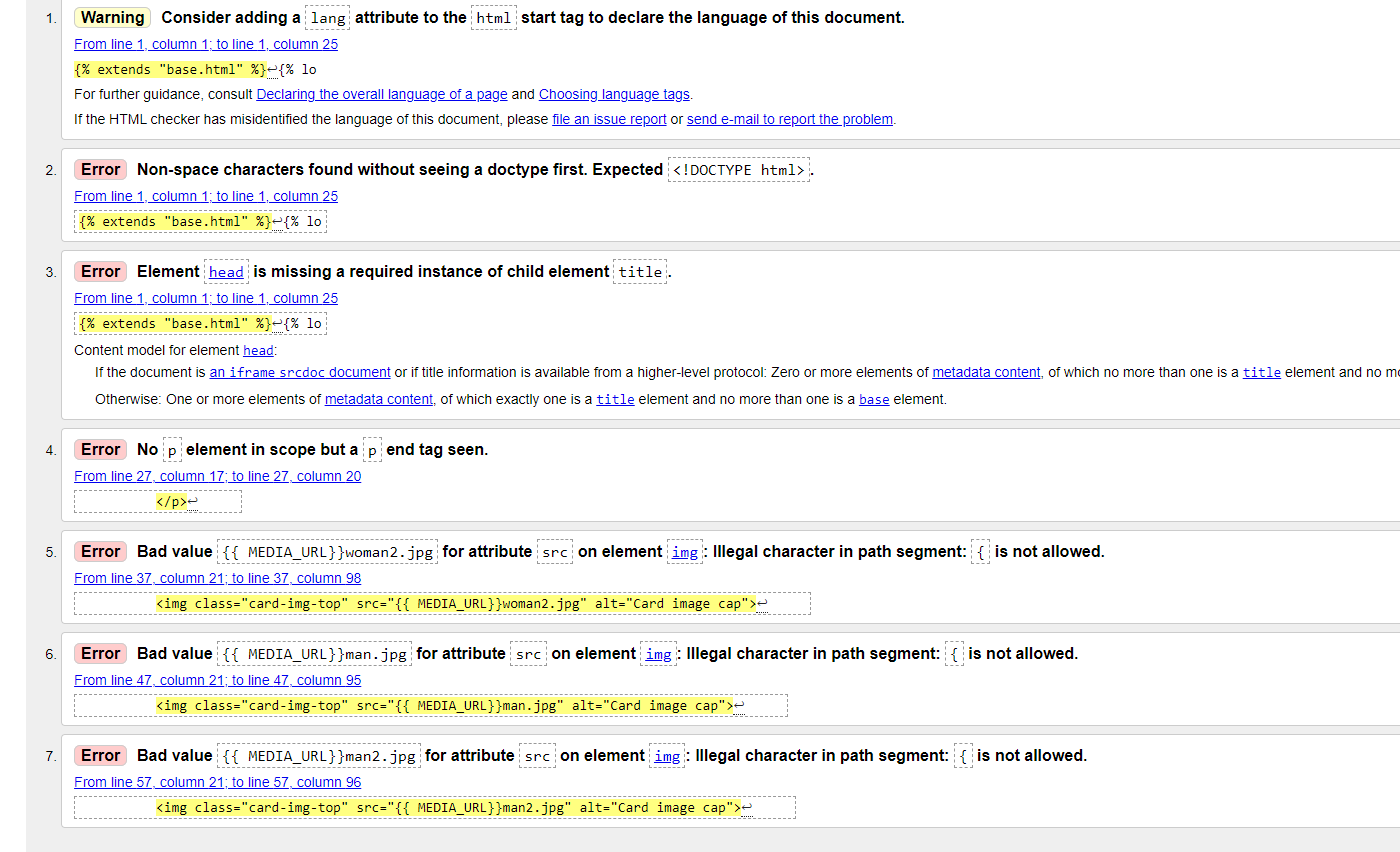 1. Warning Consider adding a lang attribute to the html start tag to declare the language of this document.
From line 1, column 1; to line 1, column 25
{% extends "base.html" %}↩{% lo
For further guidance, consult Declaring the overall language of a page and Choosing language tags.
If the HTML checker has misidentified the language of this document, please file an issue report or send e-mail to report the problem.
2. Error Non-space characters found without seeing a doctype first. Expected <!DOCTYPE html>.
From line 1, column 1; to line 1, column 25
{% extends "base.html" %}↩{% lo
3. Error Element head is missing a required instance of child element title.
From line 1, column 1; to line 1, column 25
{% extends "base.html" %}↩{% lo
Content model for element head:
If the document is an iframe srcdoc document or if title information is available from a higher-level protocol: Zero or more elements of metadata content, of which no more than one is a title element and no m
Otherwise: One or more elements of metadata content, of which exactly one is a title element and no more than one is a base element.
4. Error No p element in scope but a p end tag seen.
From line 27, column 17; to line 27, column 20
</p>↩
5. Error Bad value {{ MEDIA_URL}}woman2.jpg for attribute src on element img: Illegal character in path segment: { is not allowed.
From line 37, column 21; to line 37, column 98
<img class="card-img-top" src="{{ MEDIA_URL}}woman2.jpg" alt="Card image cap">↩
6. Error Bad value {{ MEDIA_URL}}man.jpg for attribute src on element img: Illegal character in path segment: { is not allowed.
From line 47, column 21; to line 47, column 95
<img class="card-img-top" src="{{ MEDIA_URL}}man.jpg" alt="Card image cap">↩
7. Error Bad value {{ MEDIA_URL}}man2.jpg for attribute src on element img: Illegal character in path segment: { is not allowed.
From line 57, column 21; to line 57, column 96
<img class="card-img-top" src="{{ MEDIA_URL}}man2.jpg" alt="Card image cap">↩